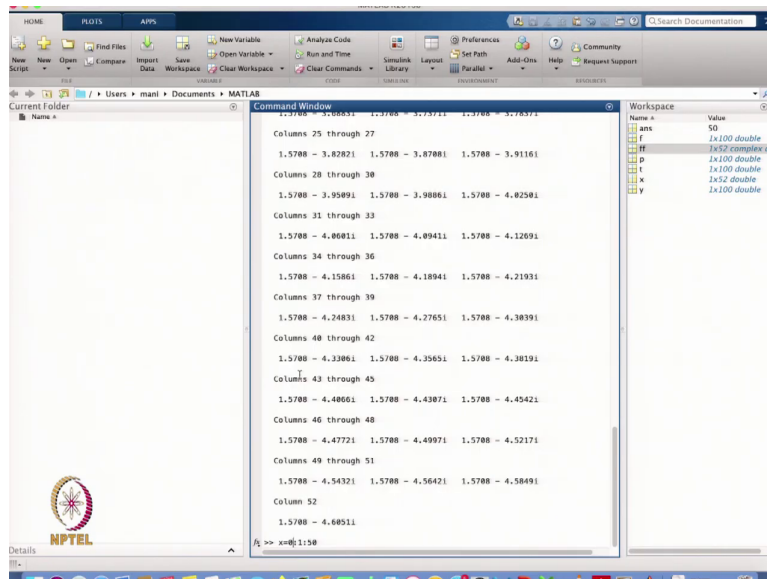 HOME PLOTS APPS
Search Documentation
New Script
New
Open
Find Files
Compare
Import Data
Save Workspace
New Variable
Open Variable
Clear Workspace
Analyze Code
Run and Time
Clear Commands
Simulink Library
Layout
Preferences
Set Path
Parallel
Add-Ons
Help
Community
Request Support
FILE VARIABLE CODE SIMULINK ENVIRONMENT RESOURCES
/ ▸ Users ▸ mani ▸ Documents ▸ MATLAB
Current Folder
Name
Command Window
Columns 25 through 27
1.5708 - 3.8282i 1.5708 - 3.8708i 1.5708 - 3.9116i
Columns 28 through 30
1.5708 - 3.9509i 1.5708 - 3.9886i 1.5708 - 4.0250i
Columns 31 through 33
1.5708 - 4.0601i 1.5708 - 4.0941i 1.5708 - 4.1269i
Columns 34 through 36
1.5708 - 4.1586i 1.5708 - 4.1894i 1.5708 - 4.2193i
Columns 37 through 39
1.5708 - 4.2483i 1.5708 - 4.2765i 1.5708 - 4.3039i
Columns 40 through 42
1.5708 - 4.3306i 1.5708 - 4.3565i 1.5708 - 4.3819i
Columns 43 through 45
1.5708 - 4.4066i 1.5708 - 4.4307i 1.5708 - 4.4542i
Columns 46 through 48
1.5708 - 4.4772i 1.5708 - 4.4997i 1.5708 - 4.5217i
Columns 49 through 51
1.5708 - 4.5432i 1.5708 - 4.5642i 1.5708 - 4.5849i
Column 52
1.5708 - 4.6051i
fx >> x=0:1:50
Workspace
Name Value
ans 50
f 1x100 double
ff 1x52 complex
p 1x100 double
t 1x100 double
x 1x52 double
y 1x100 double
NPTEL
Details